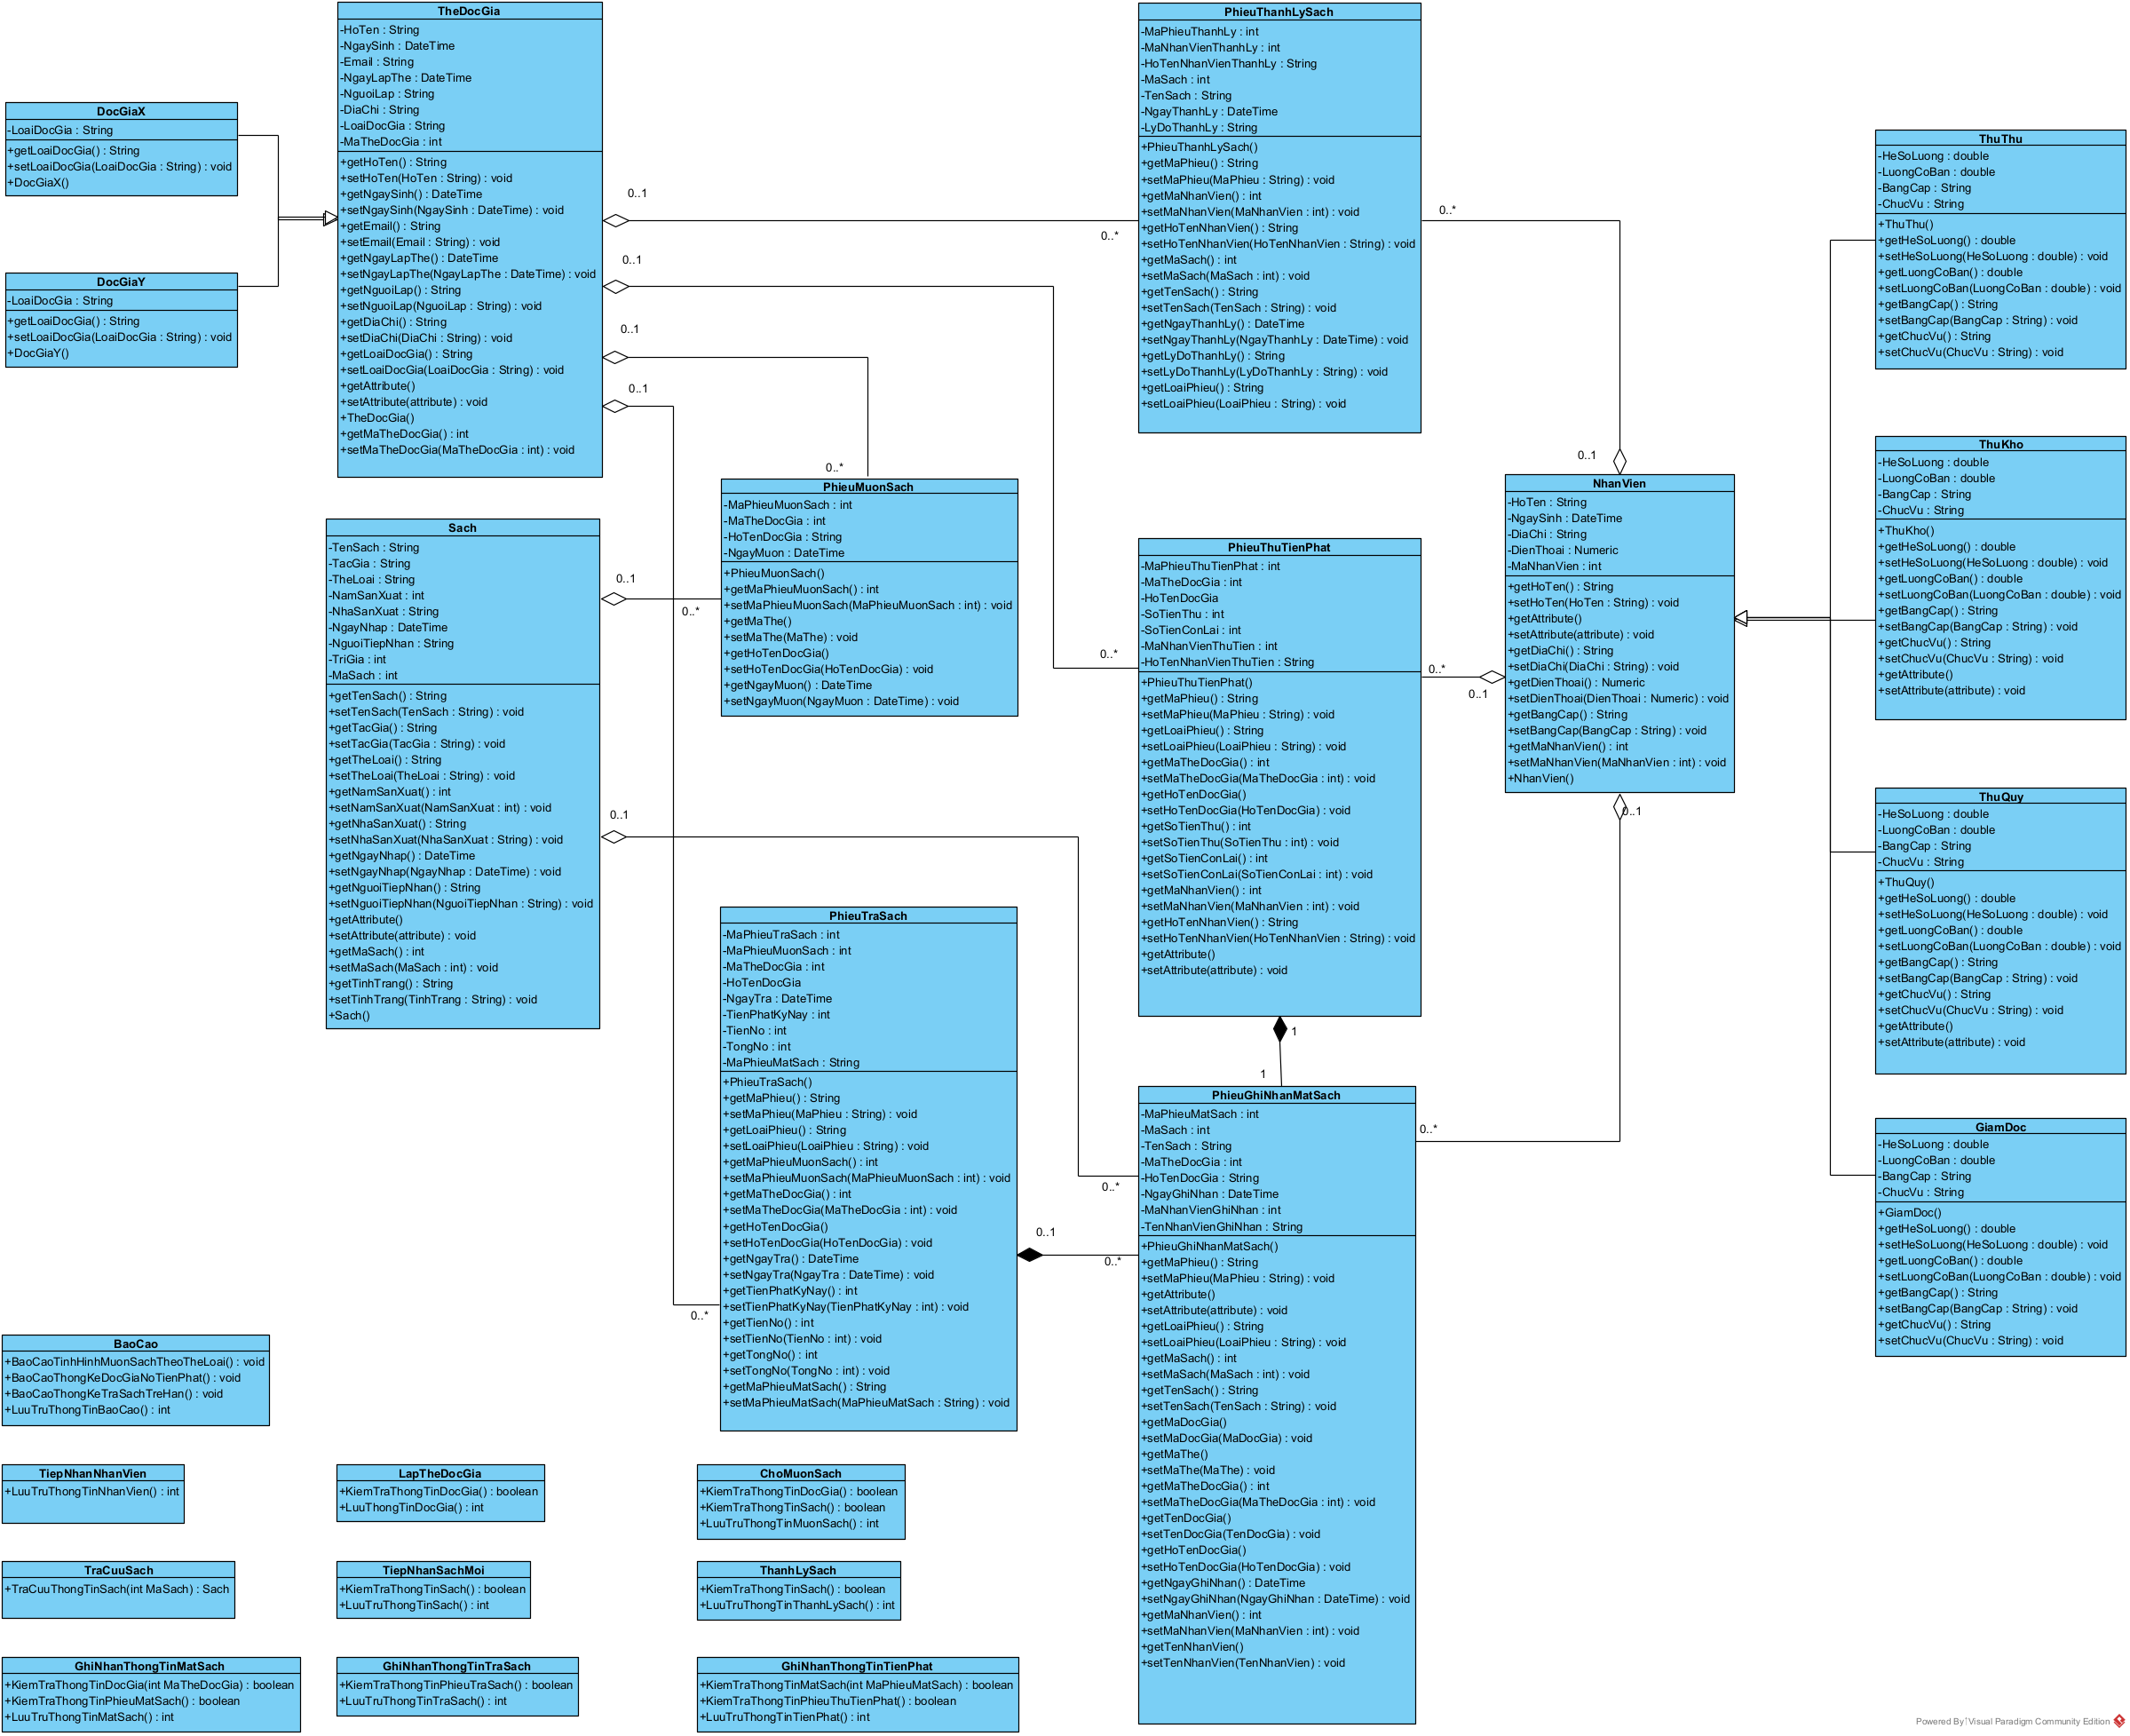 TheDocGia
-HoTen : String
-NgaySinh : DateTime
-Email : String
-NgayLapThe : DateTime
-NguoiLap : String
-DiaChi : String
-LoaiDocGia : String
-MaTheDocGia : int
+getHoTen() : String
+setHoTen(HoTen : String) : void
+getNgaySinh() : DateTime
+setNgaySinh(NgaySinh : DateTime) : void
+getEmail() : String
+setEmail(Email : String) : void
+getNgayLapThe() : DateTime
+setNgayLapThe(NgayLapThe : DateTime) : void
+getNguoiLap() : String
+setNguoiLap(NguoiLap : String) : void
+getDiaChi() : String
+setDiaChi(DiaChi : String) : void
+getLoaiDocGia() : String
+setLoaiDocGia(LoaiDocGia : String) : void
+getAttribute()
+setAttribute(attribute) : void
+TheDocGia()
+getMaTheDocGia() : int
+setMaTheDocGia(MaTheDocGia : int) : void
PhieuThanhLySach
-MaPhieuThanhLy : int
-MaNhanVienThanhLy : int
-HoTenNhanVienThanhLy : String
-MaSach : int
-TenSach : String
-NgayThanhLy : DateTime
-LyDoThanhLy : String
+PhieuThanhLySach()
+getMaPhieu() : String
+setMaPhieu(MaPhieu : String) : void
+getMaNhanVien() : int
+setMaNhanVien(MaNhanVien : int) : void
+getHoTenNhanVien() : String
+setHoTenNhanVien(HoTenNhanVien : String) : void
+getMaSach() : int
+setMaSach(MaSach : int) : void
+getTenSach() : String
+setTenSach(TenSach : String) : void
+getNgayThanhLy() : DateTime
+setNgayThanhLy(NgayThanhLy : DateTime) : void
+getLyDoThanhLy() : String
+setLyDoThanhLy(LyDoThanhLy : String) : void
+getLoaiPhieu() : String
+setLoaiPhieu(LoaiPhieu : String) : void
DocGiaX
-LoaiDocGia : String
+getLoaiDocGia() : String
+setLoaiDocGia(LoaiDocGia : String) : void
+DocGiaX()
DocGiaY
-LoaiDocGia : String
+getLoaiDocGia() : String
+setLoaiDocGia(LoaiDocGia : String) : void
+DocGiaY()
0..1
0..*
0..1
0..*
0..1
0..*
0..1
0..*
0..*
0..1
ThuThu
-HeSoLuong : double
-LuongCoBan : double
-BangCap : String
-ChucVu : String
+ThuThu()
+getHeSoLuong() : double
+setHeSoLuong(HeSoLuong : double) : void
+getLuongCoBan() : double
+setLuongCoBan(LuongCoBan : double) : void
+getBangCap() : String
+setBangCap(BangCap : String) : void
+getChucVu() : String
+setChucVu(ChucVu : String) : void
ThuKho
-HeSoLuong : double
-LuongCoBan : double
-BangCap : String
-ChucVu : String
+ThuKho()
+getHeSoLuong() : double
+setHeSoLuong(HeSoLuong : double) : void
+getLuongCoBan() : double
+setLuongCoBan(LuongCoBan : double) : void
+getBangCap() : String
+setBangCap(BangCap : String) : void
+getChucVu() : String
+setChucVu(ChucVu : String) : void
+getAttribute()
+setAttribute(attribute) : void
NhanVien
-HoTen : String
-NgaySinh : DateTime
-DiaChi : String
-DienThoai : Numeric
-MaNhanVien : int
+getHoTen() : String
+setHoTen(HoTen : String) : void
+getAttribute()
+setAttribute(attribute) : void
+getDiaChi() : String
+setDiaChi(DiaChi : String) : void
+getDienThoai() : Numeric
+setDienThoai(DienThoai : Numeric) : void
+getBangCap() : String
+setBangCap(BangCap : String) : void
+getMaNhanVien() : int
+setMaNhanVien(MaNhanVien : int) : void
+NhanVien()
PhieuMuonSach
-MaPhieuMuonSach : int
-MaTheDocGia : int
-HoTenDocGia : String
-NgayMuon : DateTime
+PhieuMuonSach()
+getMaPhieuMuonSach() : int
+setMaPhieuMuonSach(MaPhieuMuonSach : int) : void
+getMaThe()
+setMaThe(MaThe) : void
+getHoTenDocGia()
+setHoTenDocGia(HoTenDocGia) : void
+getNgayMuon() : DateTime
+setNgayMuon(NgayMuon : DateTime) : void
Sach
-TenSach : String
-TacGia : String
-TheLoai : String
-NamSanXuat : int
-NhaSanXuat : String
-NgayNhap : DateTime
-NguoiTiepNhan : String
-TriGia : int
-MaSach : int
+getTenSach() : String
+setTenSach(TenSach : String) : void
+getTacGia() : String
+setTacGia(TacGia : String) : void
+getTheLoai() : String
+setTheLoai(TheLoai : String) : void
+getNamSanXuat() : int
+setNamSanXuat(NamSanXuat : int) : void
+getNhaSanXuat() : String
+setNhaSanXuat(NhaSanXuat : String) : void
+getNgayNhap() : DateTime
+setNgayNhap(NgayNhap : DateTime) : void
+getNguoiTiepNhan() : String
+setNguoiTiepNhan(NguoiTiepNhan : String) : void
+getAttribute()
+setAttribute(attribute) : void
+getMaSach() : int
+setMaSach(MaSach : int) : void
+getTinhTrang() : String
+setTinhTrang(TinhTrang : String) : void
+Sach()
0..1
0..*
0..1
0..*
PhieuThuTienPhat
-MaPhieuThuTienPhat : int
-MaTheDocGia : int
-HoTenDocGia
-SoTienThu : int
-SoTienConLai : int
-MaNhanVienThuTien : int
-HoTenNhanVienThuTien : String
+PhieuThuTienPhat()
+getMaPhieu() : String
+setMaPhieu(MaPhieu : String) : void
+getLoaiPhieu() : String
+setLoaiPhieu(LoaiPhieu : String) : void
+getMaTheDocGia() : int
+setMaTheDocGia(MaTheDocGia : int) : void
+getHoTenDocGia()
+setHoTenDocGia(HoTenDocGia) : void
+getSoTienThu() : int
+setSoTienThu(SoTienThu : int) : void
+getSoTienConLai() : int
+setSoTienConLai(SoTienConLai : int) : void
+getMaNhanVien() : int
+setMaNhanVien(MaNhanVien : int) : void
+getHoTenNhanVien() : String
+setHoTenNhanVien(HoTenNhanVien : String) : void
+getAttribute()
+setAttribute(attribute) : void
0..*
0..1
0..1
0..*
1
1
ThuQuy
-HeSoLuong : double
-LuongCoBan : double
-BangCap : String
-ChucVu : String
+ThuQuy()
+getHeSoLuong() : double
+setHeSoLuong(HeSoLuong : double) : void
+getLuongCoBan() : double
+setLuongCoBan(LuongCoBan : double) : void
+getBangCap() : String
+setBangCap(BangCap : String) : void
+getChucVu() : String
+setChucVu(ChucVu : String) : void
+getAttribute()
+setAttribute(attribute) : void
PhieuTraSach
-MaPhieuTraSach : int
-MaPhieuMuonSach : int
-MaTheDocGia : int
-HoTenDocGia
-NgayTra : DateTime
-TienPhatKyNay : int
-TienNo : int
-TongNo : int
-MaPhieuMatSach : String
+PhieuTraSach()
+getMaPhieu() : String
+setMaPhieu(MaPhieu : String) : void
+getLoaiPhieu() : String
+setLoaiPhieu(LoaiPhieu : String) : void
+getMaPhieuMuonSach() : int
+setMaPhieuMuonSach(MaPhieuMuonSach : int) : void
+getMaTheDocGia() : int
+setMaTheDocGia(MaTheDocGia : int) : void
+getHoTenDocGia()
+setHoTenDocGia(HoTenDocGia) : void
+getNgayTra() : DateTime
+setNgayTra(NgayTra : DateTime) : void
+getTienPhatKyNay() : int
+setTienPhatKyNay(TienPhatKyNay : int) : void
+getTienNo() : int
+setTienNo(TienNo : int) : void
+getTongNo() : int
+setTongNo(TongNo : int) : void
+getMaPhieuMatSach() : String
+setMaPhieuMatSach(MaPhieuMatSach : String) : void
0..1
0..*
PhieuGhiNhanMatSach
-MaPhieuMatSach : int
-MaSach : int
-TenSach : String
-MaTheDocGia : int
-HoTenDocGia : String
-NgayGhiNhan : DateTime
-MaNhanVienGhiNhan : int
-TenNhanVienGhiNhan : String
+PhieuGhiNhanMatSach()
+getMaPhieu() : String
+setMaPhieu(MaPhieu : String) : void
+getAttribute()
+setAttribute(attribute) : void
+getLoaiPhieu() : String
+setLoaiPhieu(LoaiPhieu : String) : void
+getMaSach() : int
+setMaSach(MaSach : int) : void
+getTenSach() : String
+setTenSach(TenSach : String) : void
+getMaDocGia()
+setMaDocGia(MaDocGia) : void
+getMaThe()
+setMaThe(MaThe) : void
+getMaTheDocGia() : int
+setMaTheDocGia(MaTheDocGia : int) : void
+getTenDocGia()
+setTenDocGia(TenDocGia) : void
+getHoTenDocGia()
+setHoTenDocGia(HoTenDocGia) : void
+getNgayGhiNhan() : DateTime
+setNgayGhiNhan(NgayGhiNhan : DateTime) : void
+getMaNhanVien() : int
+setMaNhanVien(MaNhanVien : int) : void
+getTenNhanVien()
+setTenNhanVien(TenNhanVien) : void
GiamDoc
-HeSoLuong : double
-LuongCoBan : double
-BangCap : String
-ChucVu : String
+GiamDoc()
+getHeSoLuong() : double
+setHeSoLuong(HeSoLuong : double) : void
+getLuongCoBan() : double
+setLuongCoBan(LuongCoBan : double) : void
+getBangCap() : String
+setBangCap(BangCap : String) : void
+getChucVu() : String
+setChucVu(ChucVu : String) : void
BaoCao
+BaoCaoTinhHinhMuonSachTheoTheLoai() : void
+BaoCaoThongKeDocGiaNoTienPhat() : void
+BaoCaoThongKeTraSachTreHan() : void
+LuuTruThongTinBaoCao() : int
TiepNhanNhanVien
+LuuTruThongTinNhanVien() : int
LapTheDocGia
+KiemTraThongTinDocGia() : boolean
+LuuThongTinDocGia() : int
ChoMuonSach
+KiemTraThongTinDocGia() : boolean
+KiemTraThongTinSach() : boolean
+LuuTruThongTinMuonSach() : int
TraCuuSach
+TraCuuThongTinSach(int MaSach) : Sach
TiepNhanSachMoi
+KiemTraThongTinSach() : boolean
+LuuTruThongTinSach() : int
ThanhLySach
+KiemTraThongTinSach() : boolean
+LuuTruThongTinThanhLySach() : int
GhiNhanThongTinMatSach
+KiemTraThongTinDocGia(int MaTheDocGia) : boolean
+KiemTraThongTinPhieuMatSach() : boolean
+LuuTruThongTinMatSach() : int
GhiNhanThongTinTraSach
+KiemTraThongTinPhieuTraSach() : boolean
+LuuTruThongTinTraSach() : int
GhiNhanThongTinTienPhat
+KiemTraThongTinMatSach(int MaPhieuMatSach) : boolean
+KiemTraThongTinPhieuThuTienPhat() : boolean
+LuuTruThongTinTienPhat() : int
Powered By Visual Paradigm Community Edition